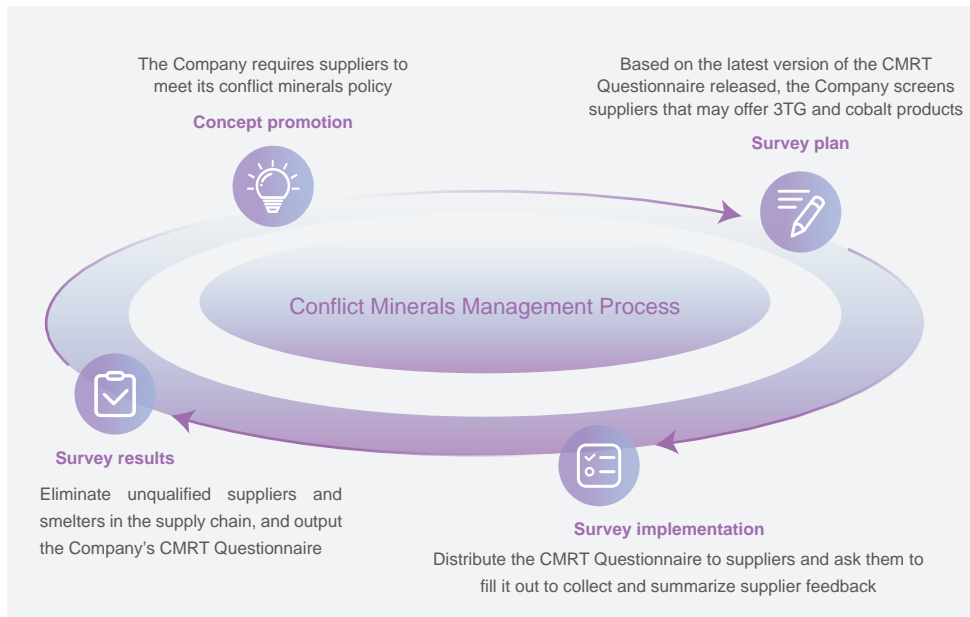 The Company requires suppliers to
meet its conflict minerals policy
Concept promotion
Based on the latest version of the CMRT
Questionnaire released, the Company screens
suppliers that may offer 3TG and cobalt products
Survey plan
Conflict Minerals Management Process
Survey results
Eliminate unqualified suppliers and
smelters in the supply chain, and output
the Company's CMRT Questionnaire
Survey implementation
Distribute the CMRT Questionnaire to suppliers and ask them to
fill it out to collect and summarize supplier feedback